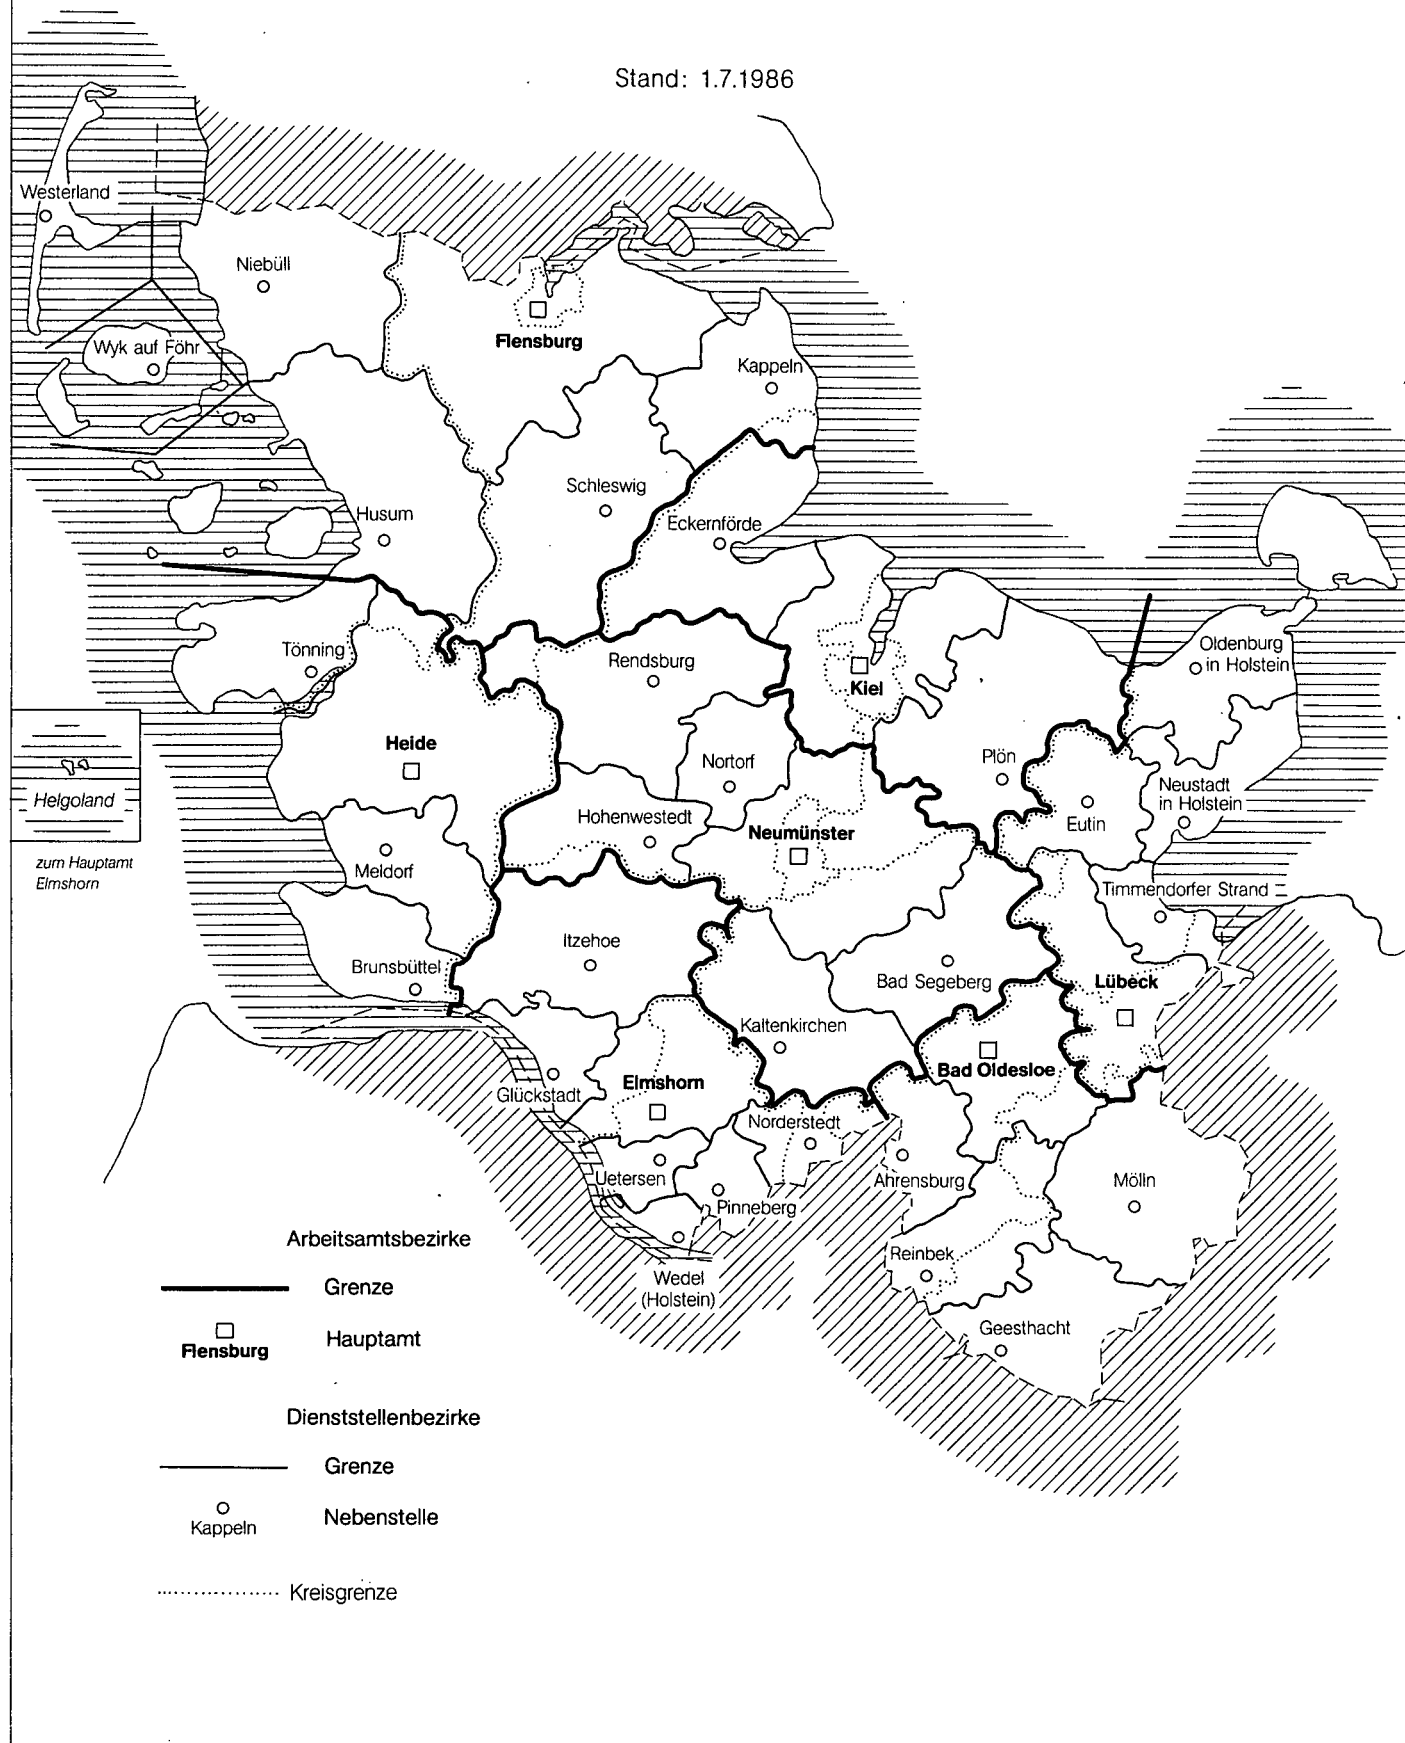 Stand: 1.7.1986
Westerland
Niebüll
Flensburg
Wyk auf Föhr
Kappeln
Schleswig
Husum
Eckernförde
Tönning
Rendsburg
Oldenburg
in Holstein
Kiel
Heide
Nortorf
Plön
Helgoland
zum Hauptamt
Elmshorn
Hohenwestedt
Neumünster
Eutin
Neustadt
in Holstein
Meldorf
Timmendorfer Strand
Itzehoe
Brunsbüttel
Bad Segeberg
Lübeck
Kaltenkirchen
Bad Oldesloe
Glückstadt
Elmshorn
Norderstedt
Uetersen
Pinneberg
Ahrensburg
Mölln
Wedel
(Holstein)
Reinbek
Geesthacht
Arbeitsamtsbezirke
Grenze
Flensburg
Hauptamt
Dienststellenbezirke
Grenze
Kappeln
Nebenstelle
Kreisgrenze